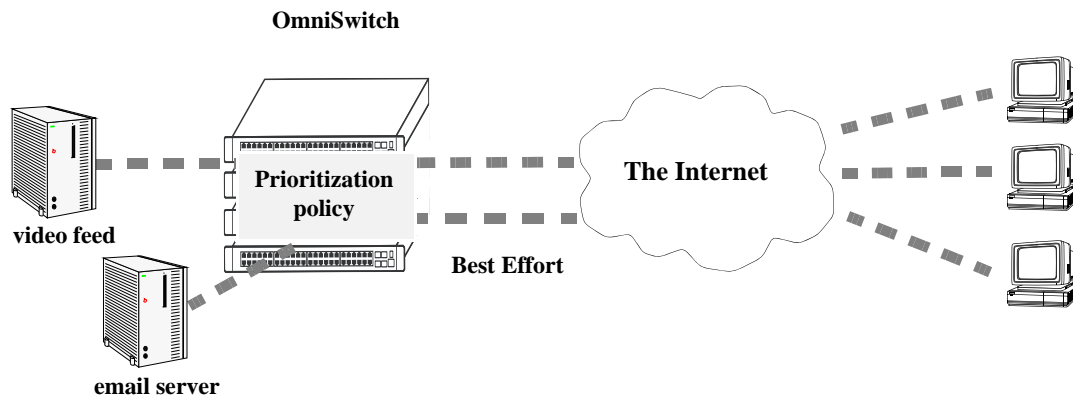 OmniSwitch
Prioritization
policy
The Internet
video feed
Best Effort
email server